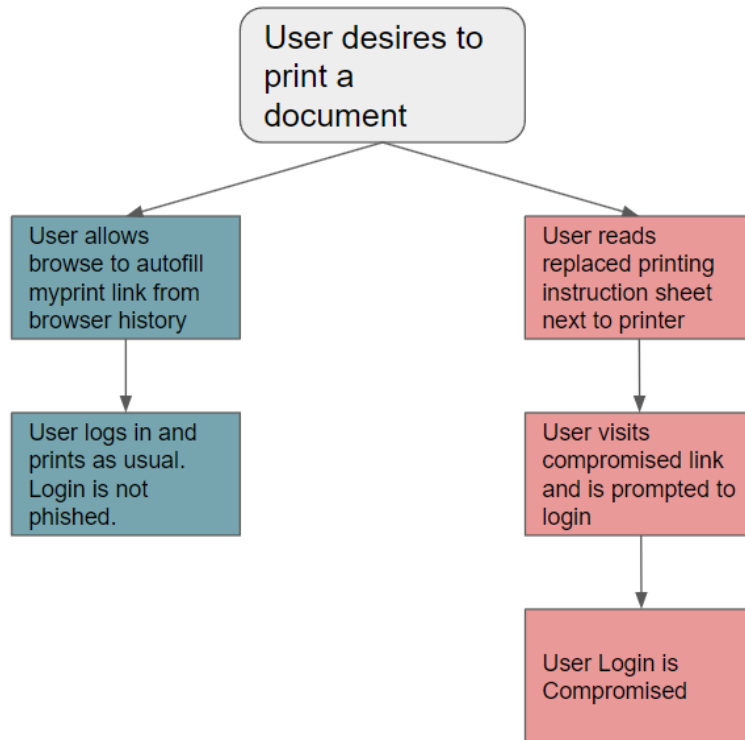 User desires to
print a
document
User allows
browse to autofill
myprint link from
browser history
User reads
replaced printing
instruction sheet
next to printer
User logs in and
prints as usual.
Login is not
phished.
User visits
compromised link
and is prompted to
login
User Login is
Compromised